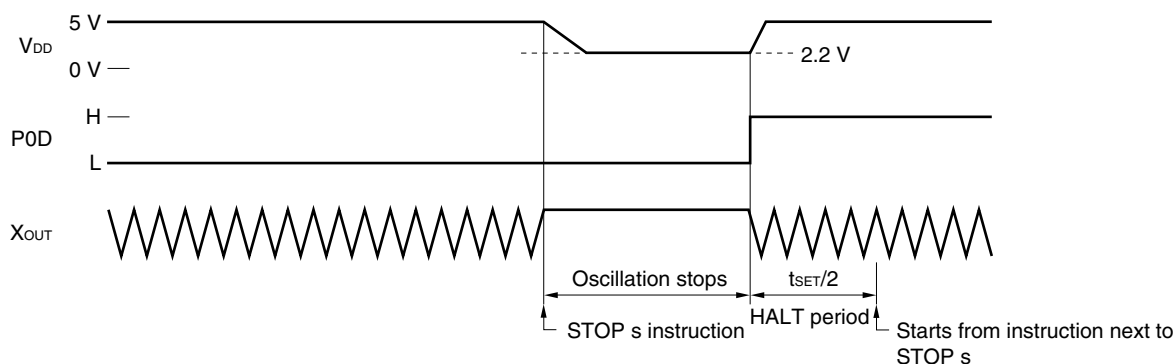 5 V
VDD
2.2 V
0 V
H
P0D
L
XOUT
Oscillation stops
tSET/2
STOP s instruction
HALT period
Starts from instruction next to
STOP s